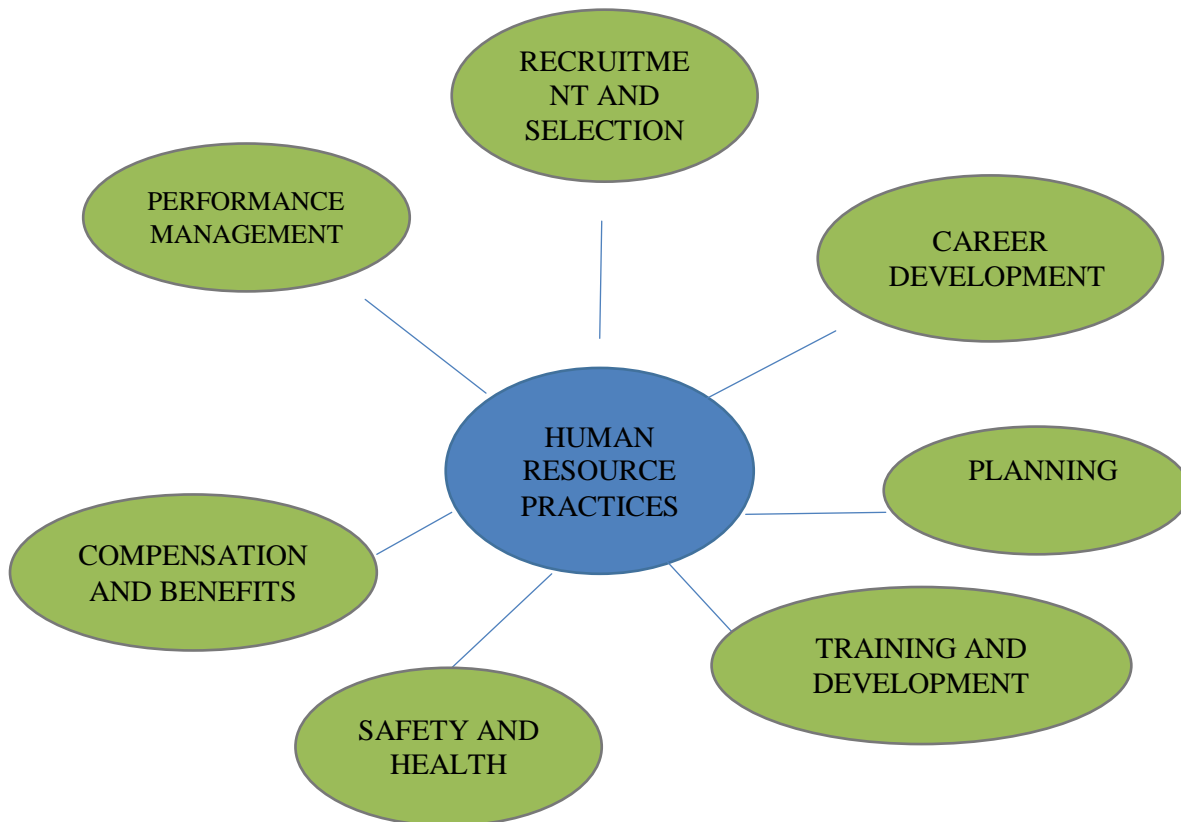 RECRUITME
NT AND
SELECTION
PERFORMANCE
MANAGEMENT
CAREER
DEVELOPMENT
HUMAN
RESOURCE
PRACTICES
PLANNING
COMPENSATION
AND BENEFITS
TRAINING AND
DEVELOPMENT
SAFETY AND
HEALTH